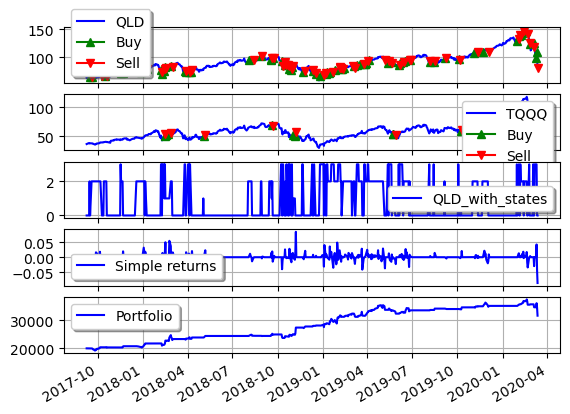 QLD
Buy
Sell
150
100
TQQQ
Buy
Sell
100
50
QLD_with_states
2
0
Simple returns
0.05
0.00
−0.05
Portfolio
30000
20000
2017-10
2018-01
2018-04
2018-07
2018-10
2019-01
2019-04
2019-07
2019-10
2020-01
2020-04